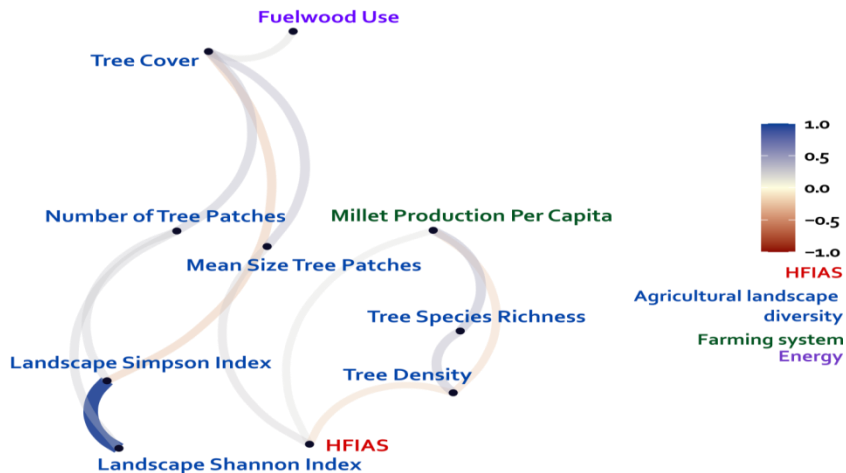 Fuelwood Use
Tree Cover
1.0
0.5
0.0
−0.5
−1.0
Number of Tree Patches
Millet Production Per Capita
Mean Size Tree Patches
HFIAS
Agricultural landscape
diversity
Tree Species Richness
Farming system
Energy
Landscape Simpson Index
Tree Density
HFIAS
Landscape Shannon Index